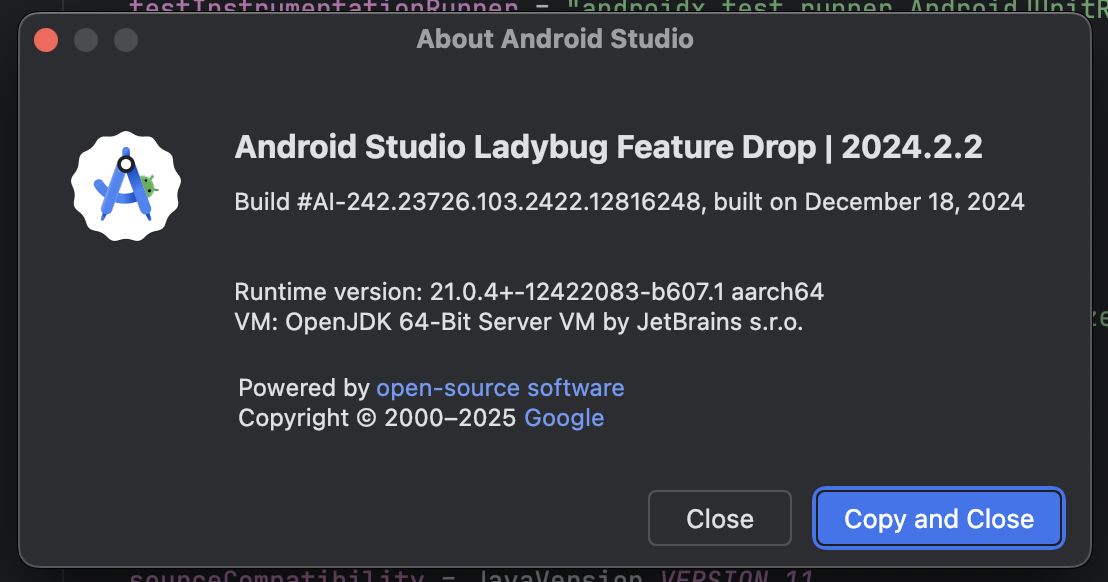 testInstrumentationRunner = "androidx.test.runner.AndroidJUnitR
About Android Studio
Android Studio Ladybug Feature Drop | 2024.2.2
Build #AI-242.23726.103.2422.12816248, built on December 18, 2024
Runtime version: 21.0.4+-12422083-b607.1 aarch64
VM: OpenJDK 64-Bit Server VM by JetBrains s.r.o.
Powered by open-source software
Copyright © 2000–2025 Google
Close
Copy and Close
sourceCompatibility = JavaVersion.VERSION_11